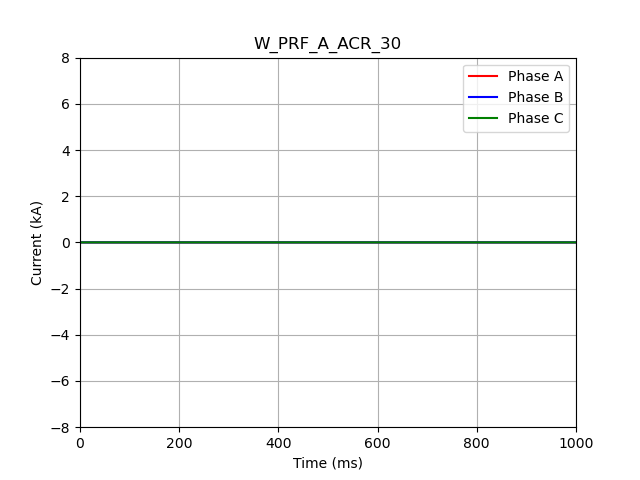 W_PRF_A_ACR_30
8
6
4
2
0
−2
−4
−6
−8
Current (kA)
Phase A
Phase B
Phase C
0 200 400 600 800 1000
Time (ms)